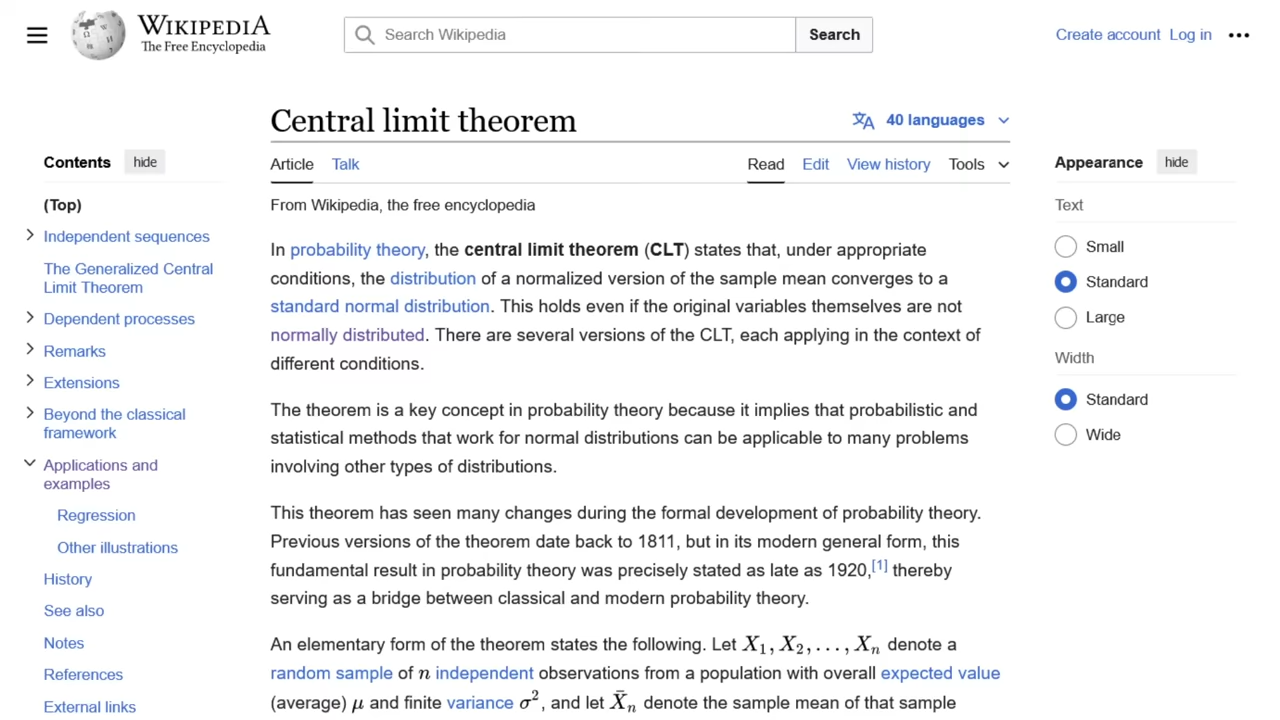 WIKIPEDIA
The Free Encyclopedia
Search Wikipedia
Search
Create account Log in
Contents hide
(Top)
Independent sequences
The Generalized Central
Limit Theorem
Dependent processes
Remarks
Extensions
Beyond the classical
framework
Applications and
examples
Regression
Other illustrations
History
See also
Notes
References
External links
Central limit theorem
40 languages
Article Talk
Read Edit View history Tools
From Wikipedia, the free encyclopedia
In probability theory, the central limit theorem (CLT) states that, under appropriate
conditions, the distribution of a normalized version of the sample mean converges to a
standard normal distribution. This holds even if the original variables themselves are not
normally distributed. There are several versions of the CLT, each applying in the context of
different conditions.
The theorem is a key concept in probability theory because it implies that probabilistic and
statistical methods that work for normal distributions can be applicable to many problems
involving other types of distributions.
This theorem has seen many changes during the formal development of probability theory.
Previous versions of the theorem date back to 1811, but in its modern general form, this
fundamental result in probability theory was precisely stated as late as 1920,[1] thereby
serving as a bridge between classical and modern probability theory.
An elementary form of the theorem states the following. Let X₁, X₂, . . . , Xₙ denote a
random sample of n independent observations from a population with overall expected value
(average) μ and finite variance σ², and let X̄ₙ denote the sample mean of that sample
Appearance hide
Text
Small
Standard
Large
Width
Standard
Wide